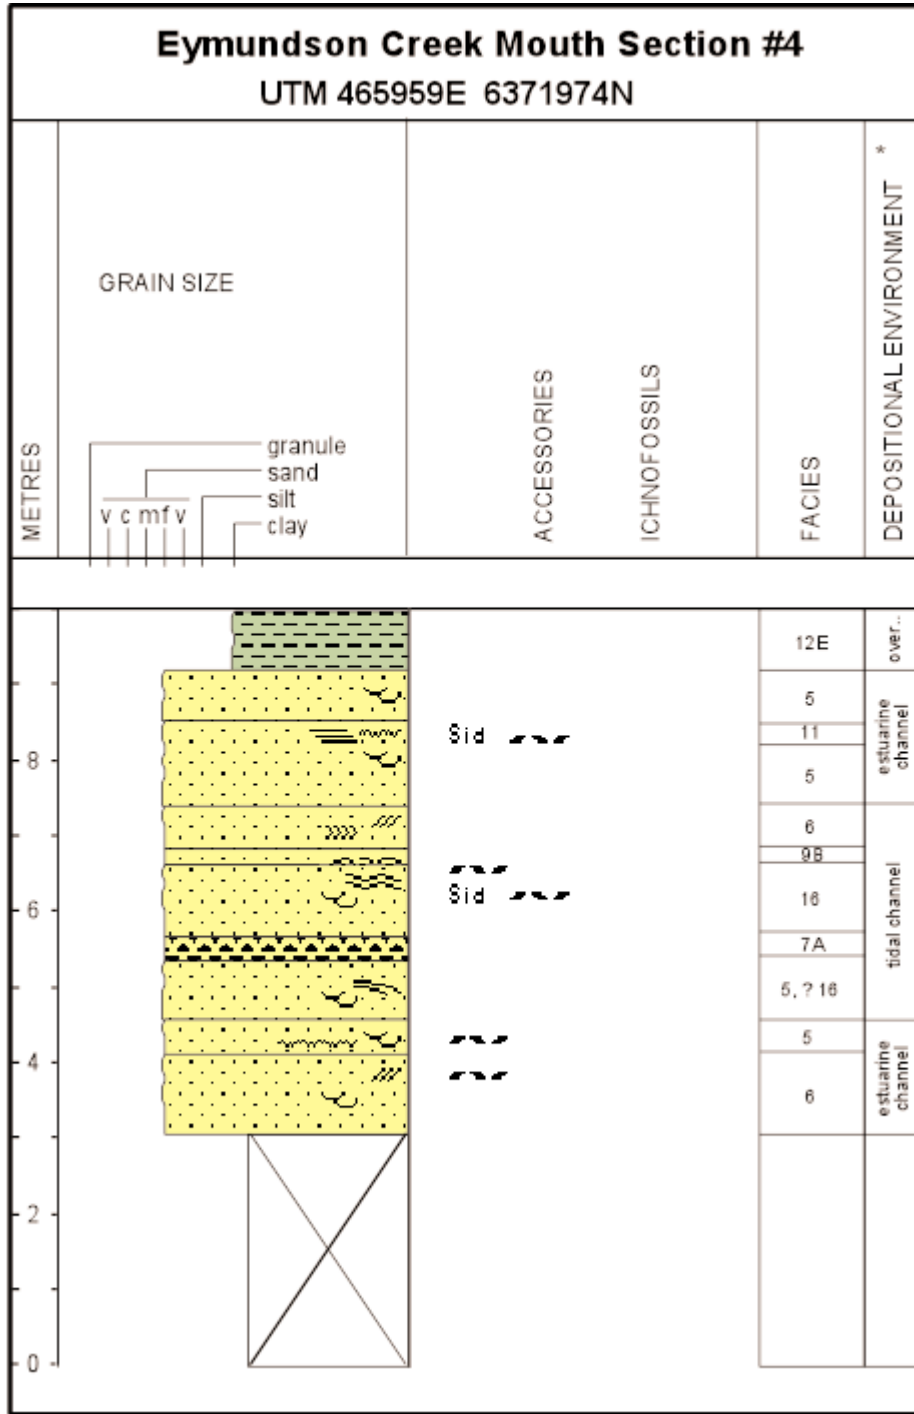 Eymundson Creek Mouth Section #4
UTM 465959E 6371974N
METRES
GRAIN SIZE
granule
sand
silt
clay
v c m f v
ACCESSORIES
ICHNOFOSSILS
FACIES
DEPOSITIONAL ENVIRONMENT *
12E
over..
5
Sid
11
estuarine
channel
8
5
6
9B
Sid
16
6
tidal channel
7A
5, ? 16
5
4
estuarine
channel
6
2
0